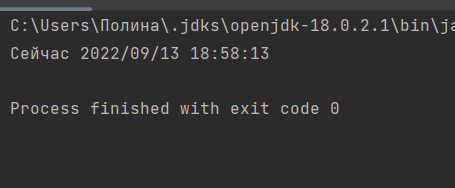 C:\Users\Полина\.jdks\openjdk-18.0.2.1\bin\ja
Сейчас 2022/09/13 18:58:13
Process finished with exit code 0